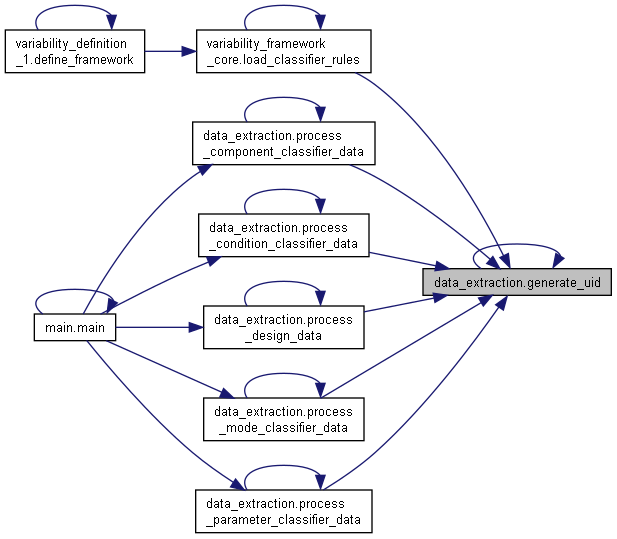 variability_definition
_1.define_framework
variability_framework
_core.load_classifier_rules
data_extraction.process
_component_classifier_data
data_extraction.process
_condition_classifier_data
data_extraction.generate_uid
main.main
data_extraction.process
_design_data
data_extraction.process
_mode_classifier_data
data_extraction.process
_parameter_classifier_data